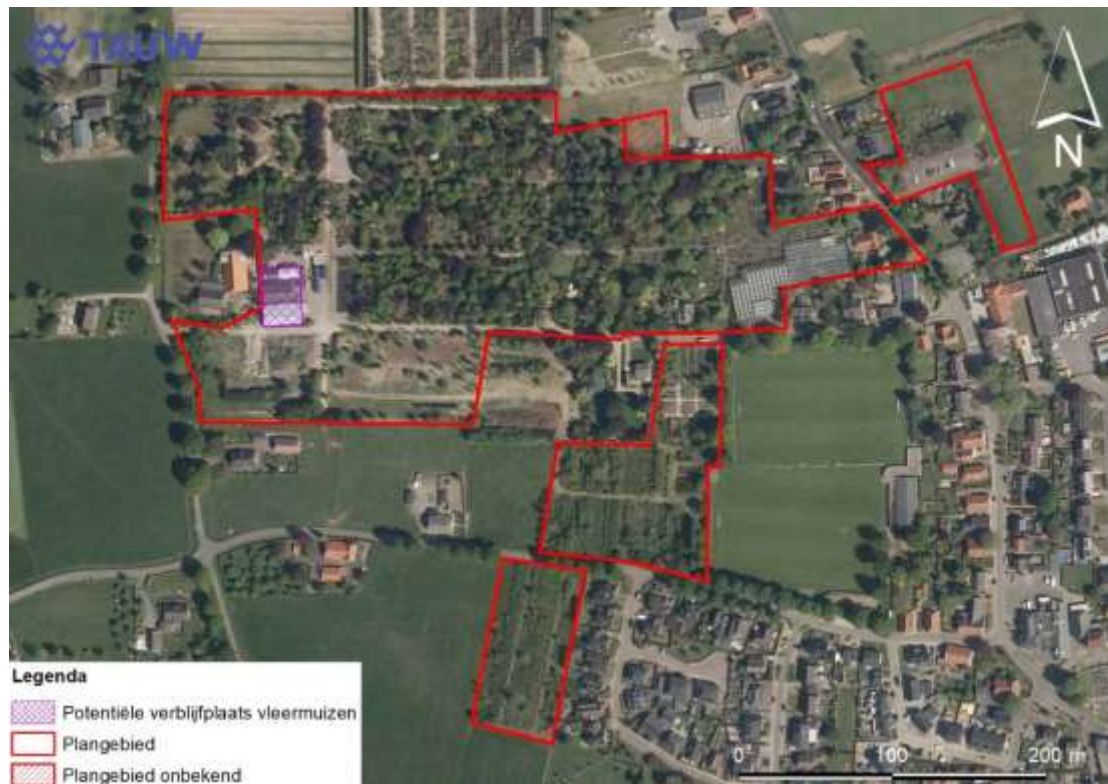 TAUW
N
Legenda
Potentiële verblijfplaats vleermuizen
Plangebied
Plangebied onbekend
0 100 200 m